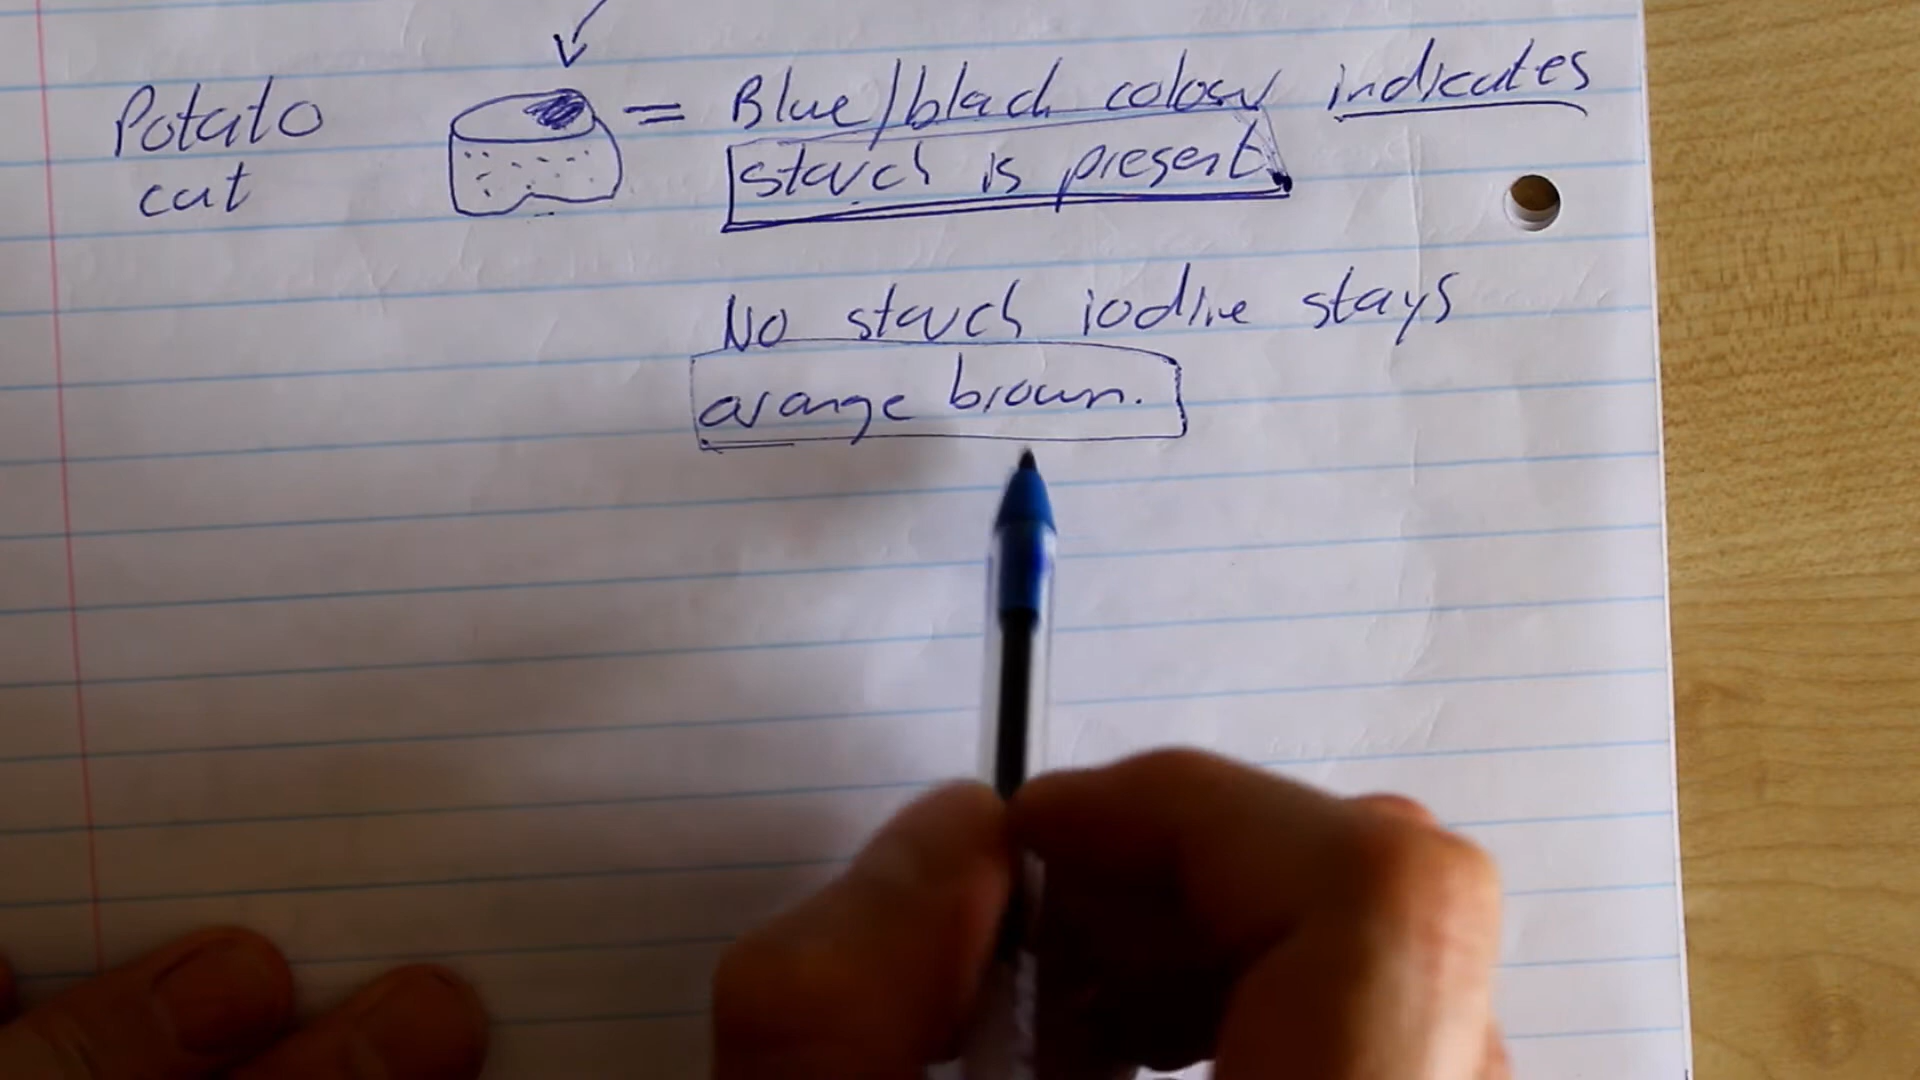 Potato
cut
= Blue/black colour indicates
starch is present
No starch iodine stays
orange brown.